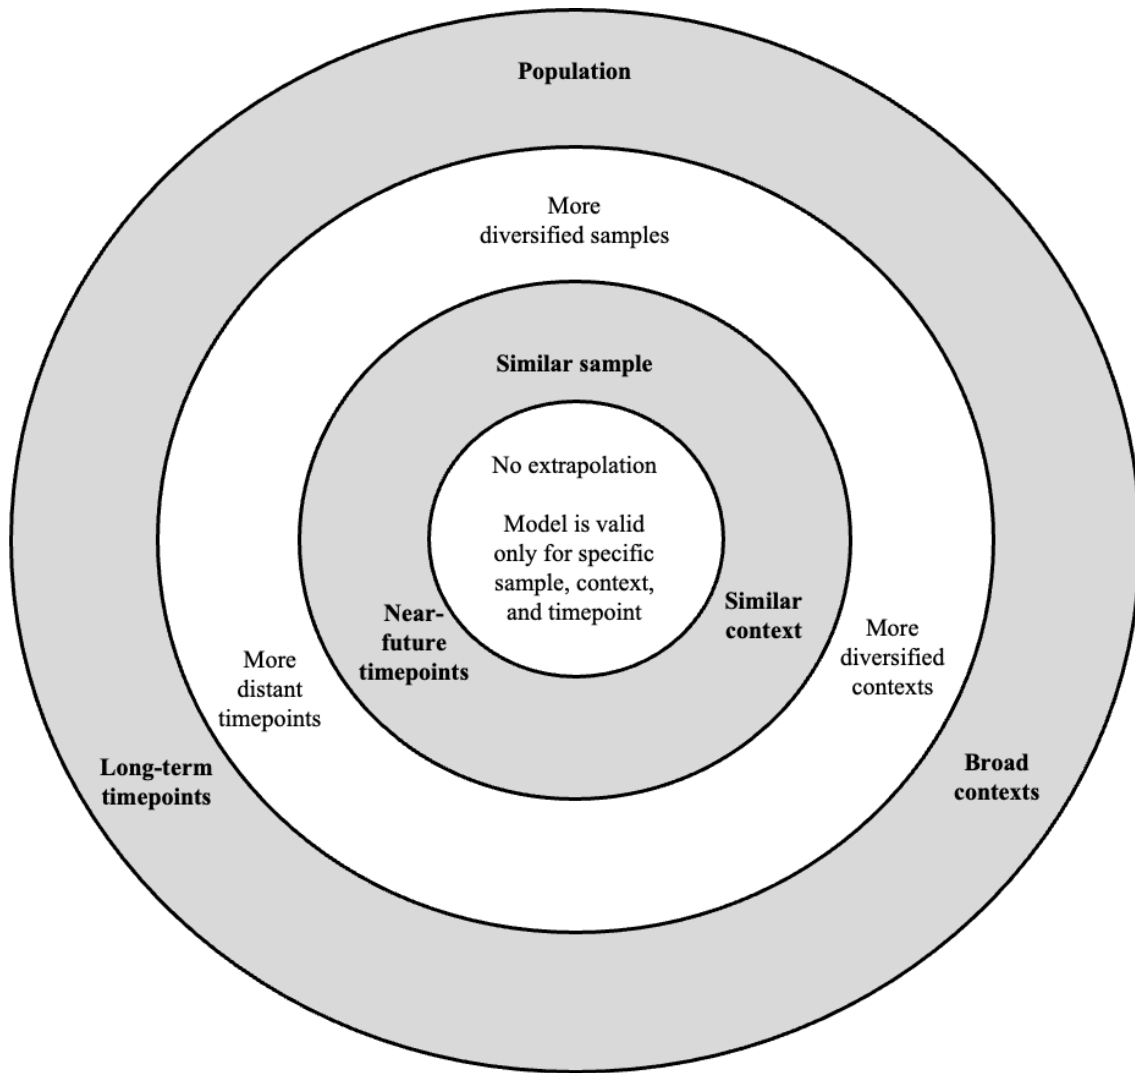 Population
More
diversified samples
Similar sample
No extrapolation
Model is valid
only for specific
sample, context,
and timepoint
Near-
future
timepoints
Similar
context
More
distant
timepoints
More
diversified
contexts
Long-term
timepoints
Broad
contexts